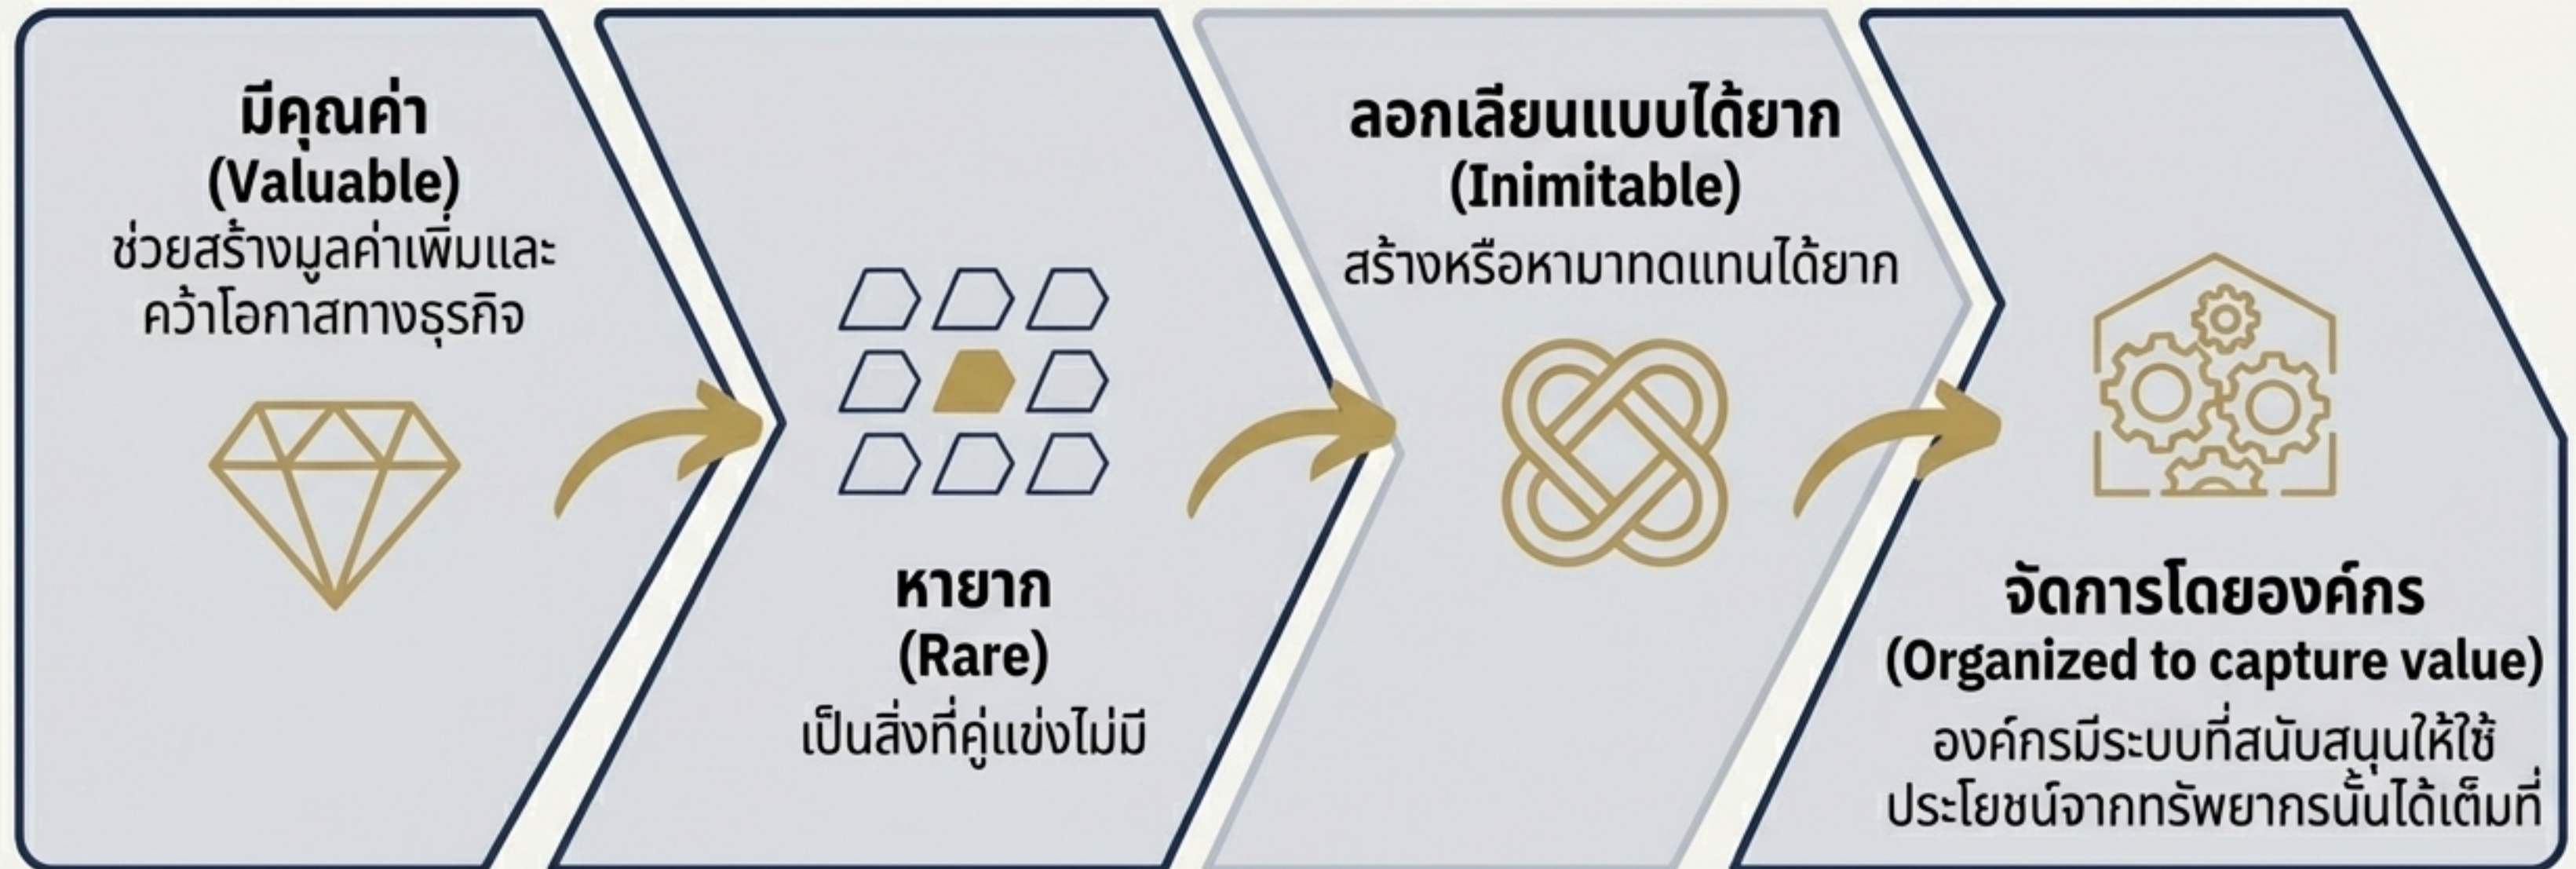 มีคุณค่า
(Valuable)
ช่วยสร้างมูลค่าเพิ่มและ
คว้าโอกาสทางธุรกิจ
หายาก
(Rare)
เป็นสิ่งที่คู่แข่งไม่มี
ลอกเลียนแบบได้ยาก
(Inimitable)
สร้างหรือหามาทดแทนได้ยาก
จัดการโดยองค์กร
(Organized to capture value)
องค์กรมีระบบที่สนับสนุนให้ใช้
ประโยชน์จากทรัพยากรนั้นได้เต็มที่